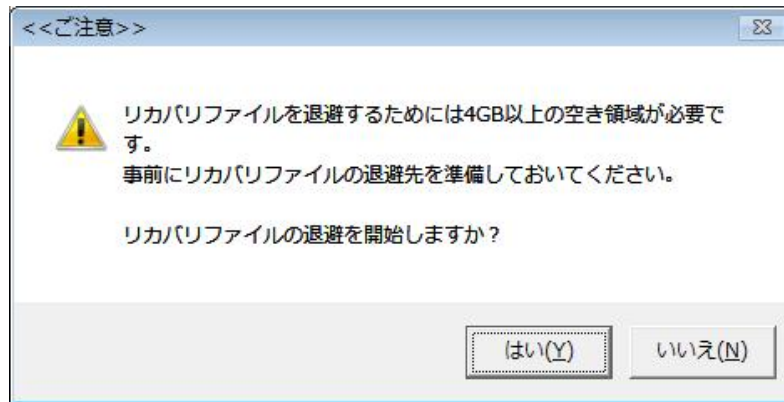 <<ご注意>>
リカバリファイルを退避するためには4GB以上の空き領域が必要で
す。
事前にリカバリファイルの退避先を準備しておいてください。
リカバリファイルの退避を開始しますか？
はい(Y)
いいえ(N)